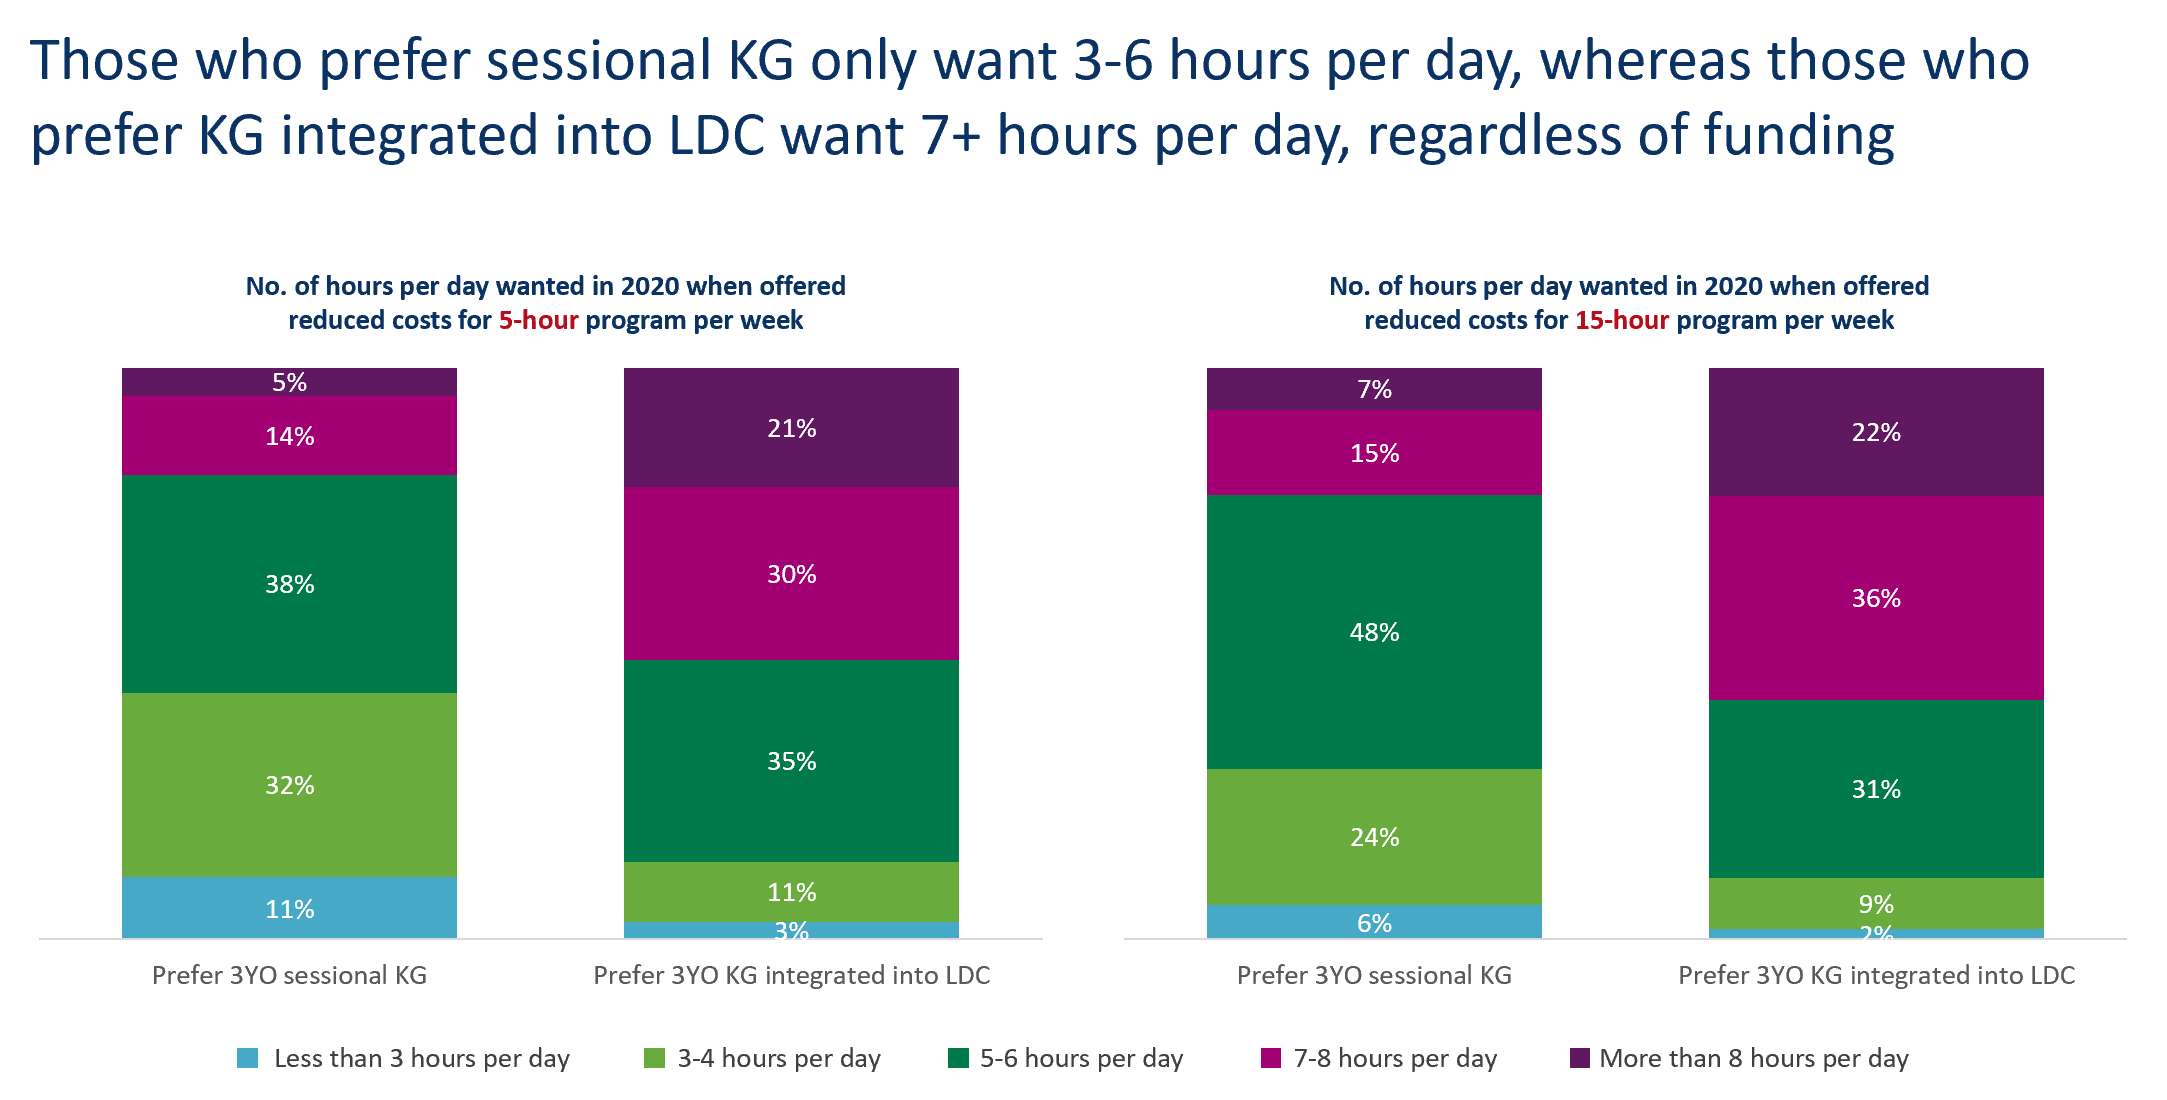 Those who prefer sessional KG only want 3-6 hours per day, whereas those who
prefer KG integrated into LDC want 7+ hours per day, regardless of funding
No. of hours per day wanted in 2020 when offered
reduced costs for 5-hour program per week
5%
14%
38%
32%
11%
21%
30%
35%
11%
3%
Prefer 3YO sessional KG
Prefer 3YO KG integrated into LDC
No. of hours per day wanted in 2020 when offered
reduced costs for 15-hour program per week
7%
15%
48%
24%
6%
22%
36%
31%
9%
2%
Prefer 3YO sessional KG
Prefer 3YO KG integrated into LDC
Less than 3 hours per day
3-4 hours per day
5-6 hours per day
7-8 hours per day
More than 8 hours per day